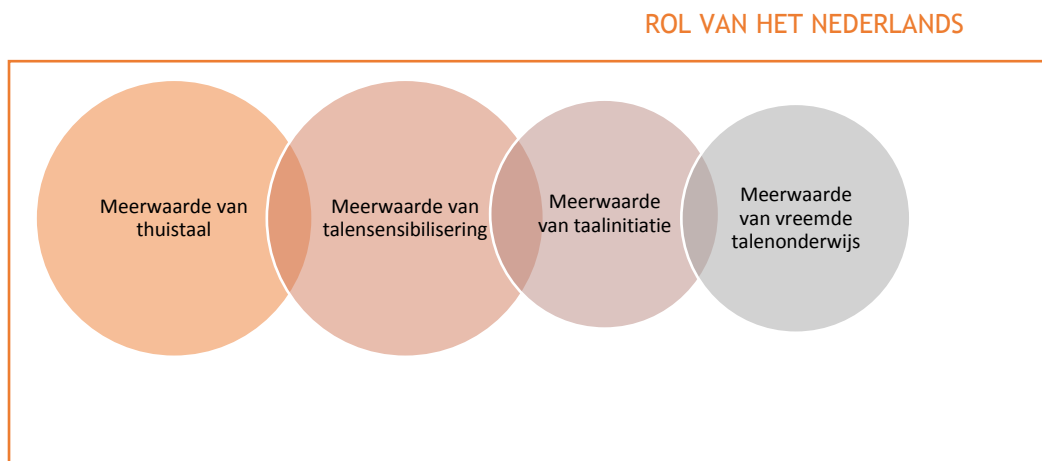 ROL VAN HET NEDERLANDS
Meerwaarde van
thuistaal
Meerwaarde van
talensensibilisering
Meerwaarde
van taalinitiatie
Meerwaarde
van vreemde
talenonderwijs